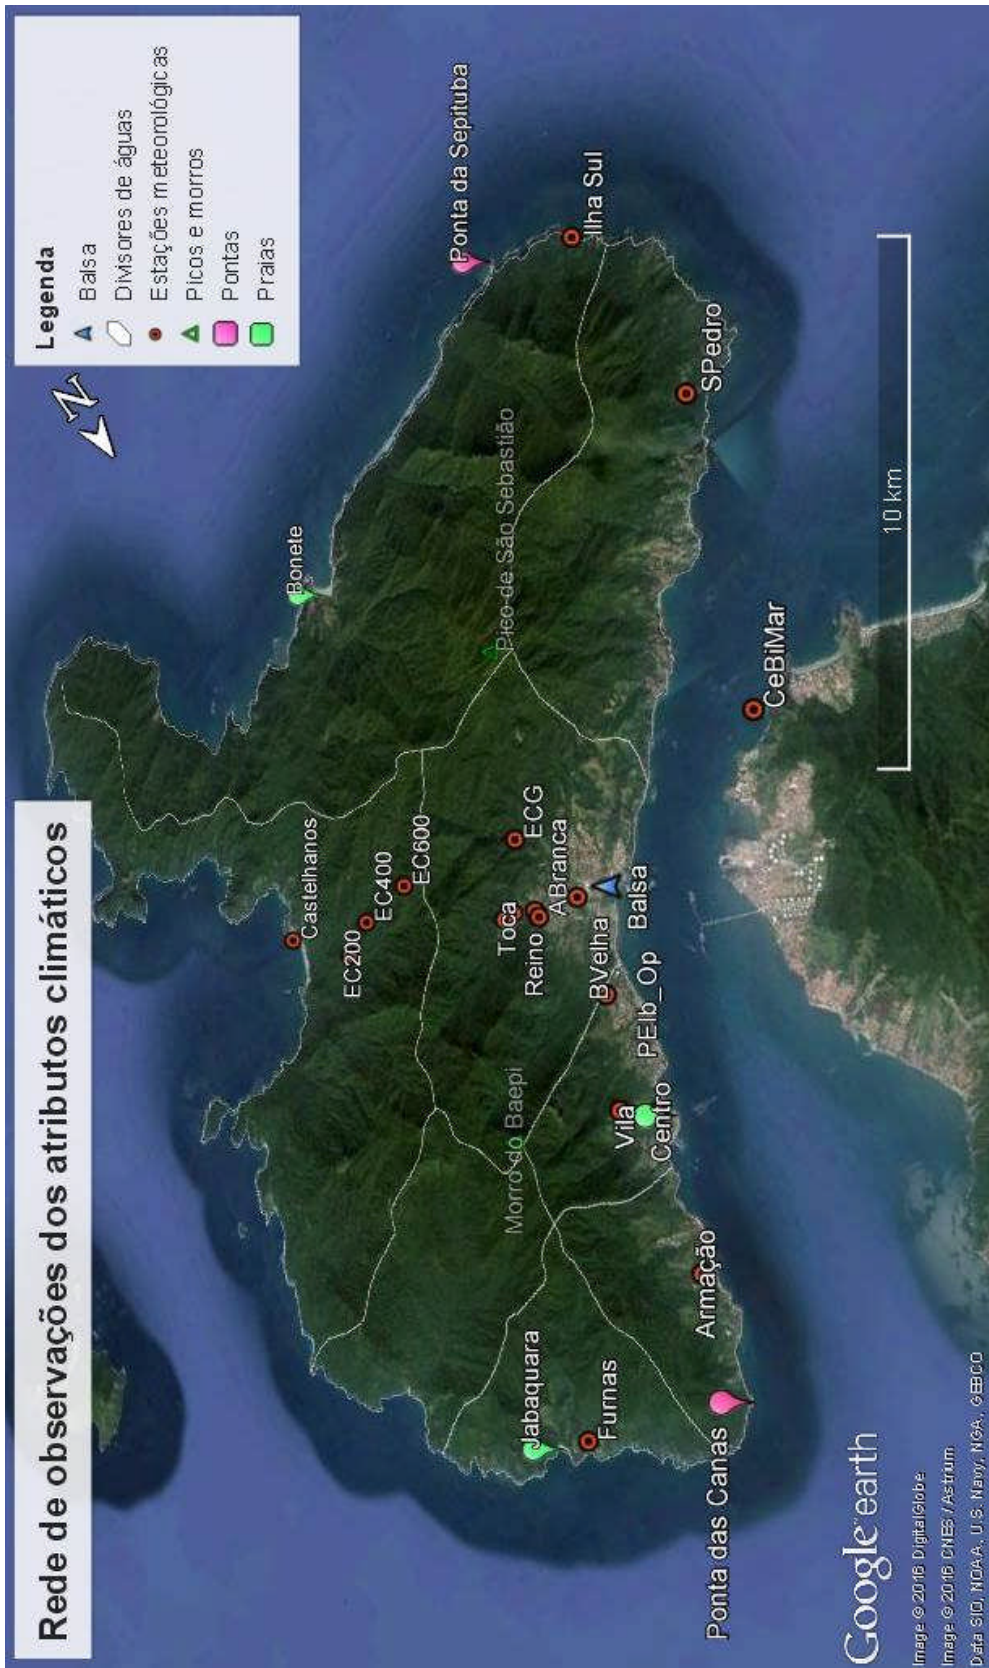 Rede de observações dos atributos climáticos
Legenda
Balsa
Divisores de águas
Estações meteorológicas
Picos e morros
Pontas
Praias
N
Ponta da Sepituba
Ilha Sul
SPedro
Bonete
Pico de São Sebastião
CeBiMar
10 km
Castelhanos
EC200
EC400
EC600
ECG
Toca
Reino
ABranca
Balsa
BVelha
PEIb_Op
Morro do Baepi
Vila
Centro
Armação
Jabaquara
Furnas
Ponta das Canas
Google earth
Image © 2016 DigitalGlobe
Image © 2016 CNES / Astrium
Data SIO, NOAA, U.S. Navy, NGA, GEBCO